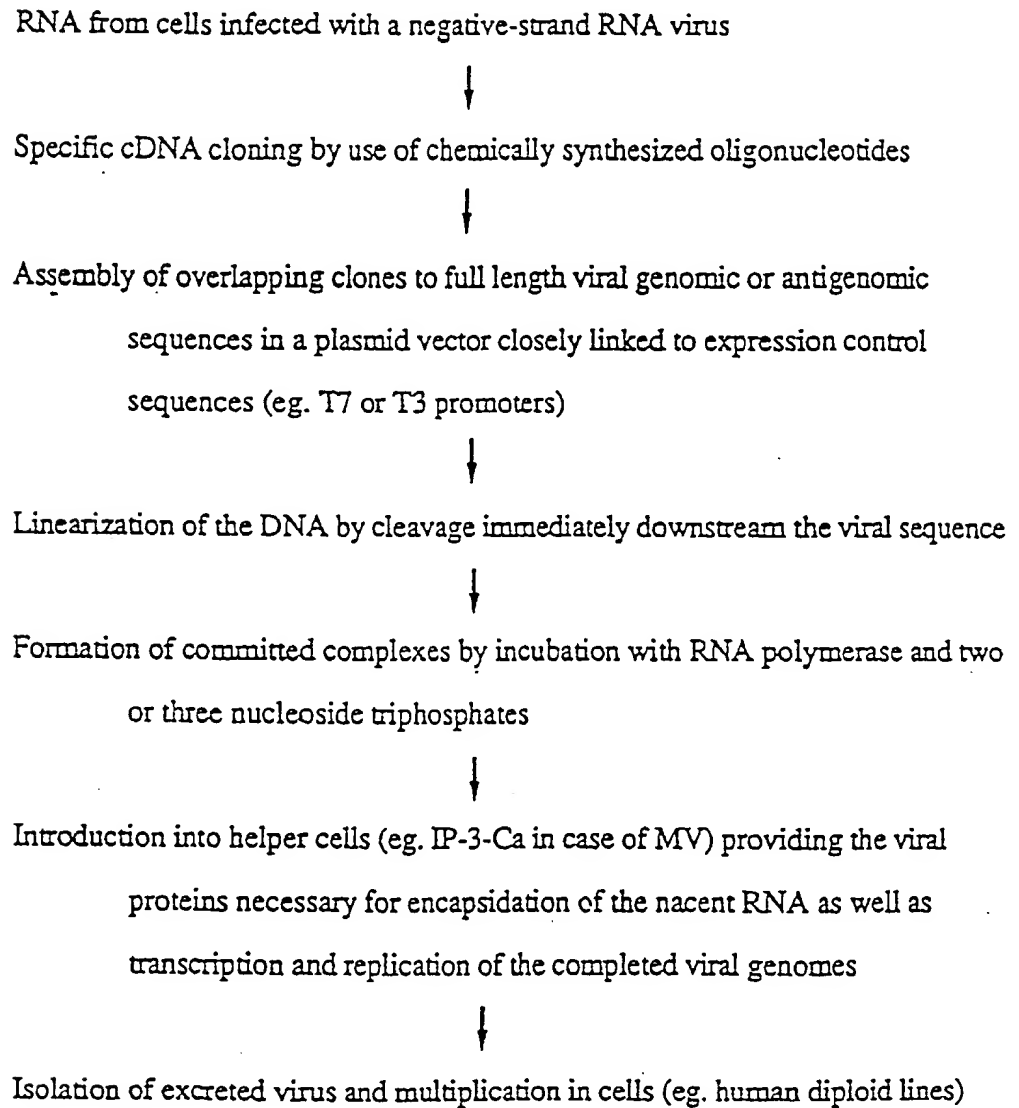 RNA from cells infected with a negative-strand RNA virus
Specific cDNA cloning by use of chemically synthesized oligonucleotides
Assembly of overlapping clones to full length viral genomic or antigenomic
sequences in a plasmid vector closely linked to expression control
sequences (eg. T7 or T3 promoters)
Linearization of the DNA by cleavage immediately downstream the viral sequence
Formation of committed complexes by incubation with RNA polymerase and two
or three nucleoside triphosphates
Introduction into helper cells (eg. IP-3-Ca in case of MV) providing the viral
proteins necessary for encapsidation of the nacent RNA as well as
transcription and replication of the completed viral genomes
Isolation of excreted virus and multiplication in cells (eg. human diploid lines)